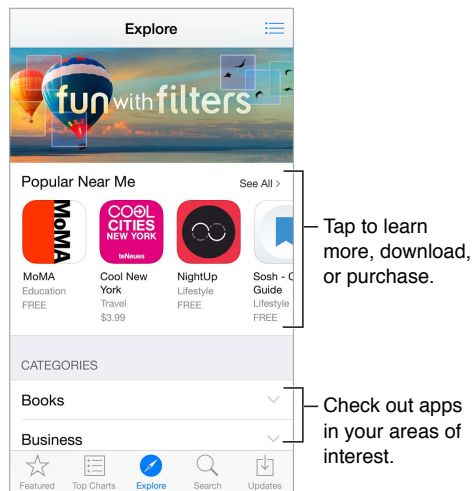 Explore
fun with filters
Popular Near Me
See All >
MoMA
COOL
CITIES
NEW YORK
teNeues
MoMA
Education
FREE
Cool New
York
Travel
$3.99
NightUp
Lifestyle
FREE
Sosh - C
Guide
Lifestyle
FREE
Tap to learn
more, download,
or purchase.
CATEGORIES
Books
Business
Check out apps
in your areas of
interest.
Featured
Top Charts
Explore
Search
Updates